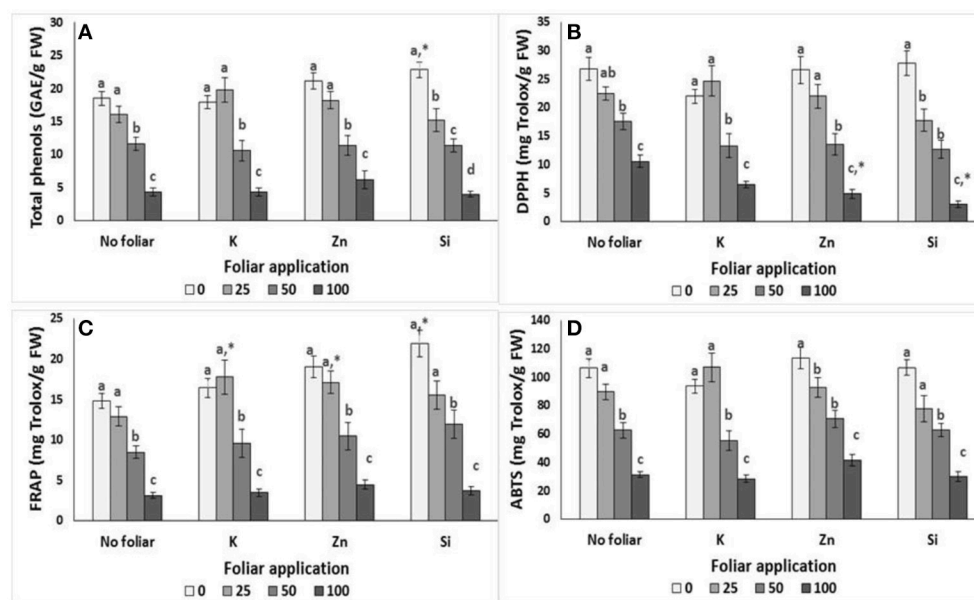 A
Total phenols (GAE/g FW)
30
25
20
15
10
5
0
a a b c
a a b c
a a b c
a,* b c d
No foliar K Zn Si
Foliar application
0 25 50 100
B
DPPH (mg Trolox/g FW)
35
30
25
20
15
10
5
0
a ab b c
a a b c
a a b c,*
a b b c,*
No foliar K Zn Si
Foliar application
0 25 50 100
C
FRAP (mg Trolox/g FW)
25
20
15
10
5
0
a a b c
a a,* b c
a a,* b c
a,* a b c
No foliar K Zn Si
Foliar application
0 25 50 100
D
ABTS (mg Trolox/g FW)
140
120
100
80
60
40
20
0
a a b c
a a b c
a b b c
a a b c
No foliar K Zn Si
Foliar application
0 25 50 100